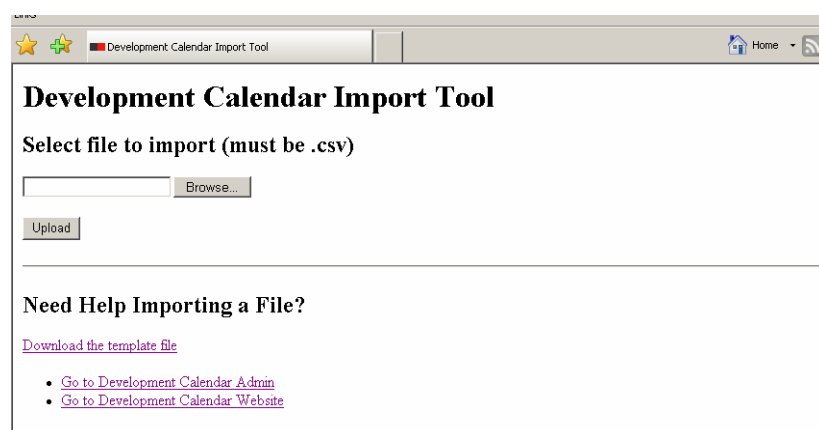 Links
Development Calendar Import Tool
Home
Development Calendar Import Tool
Select file to import (must be .csv)
Browse...
Upload
Need Help Importing a File?
Download the template file
Go to Development Calendar Admin
Go to Development Calendar Website